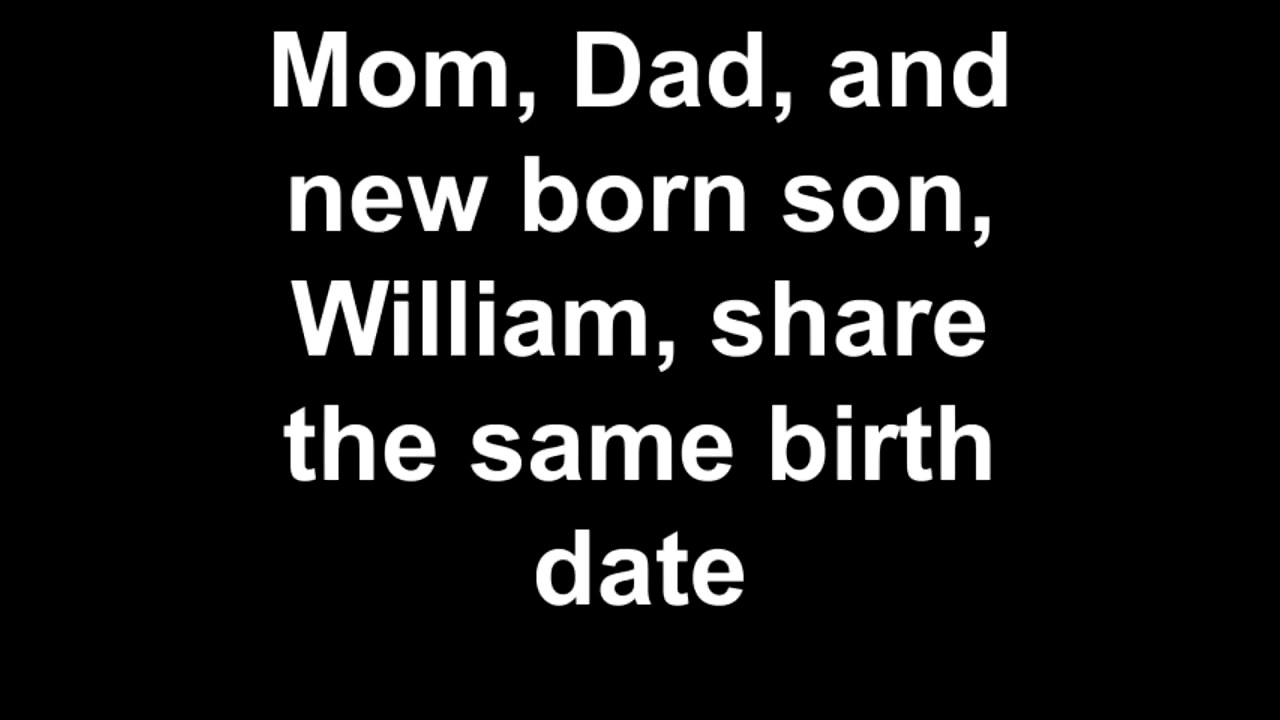 Mom, Dad, and
new born son,
William, share
the same birth
date